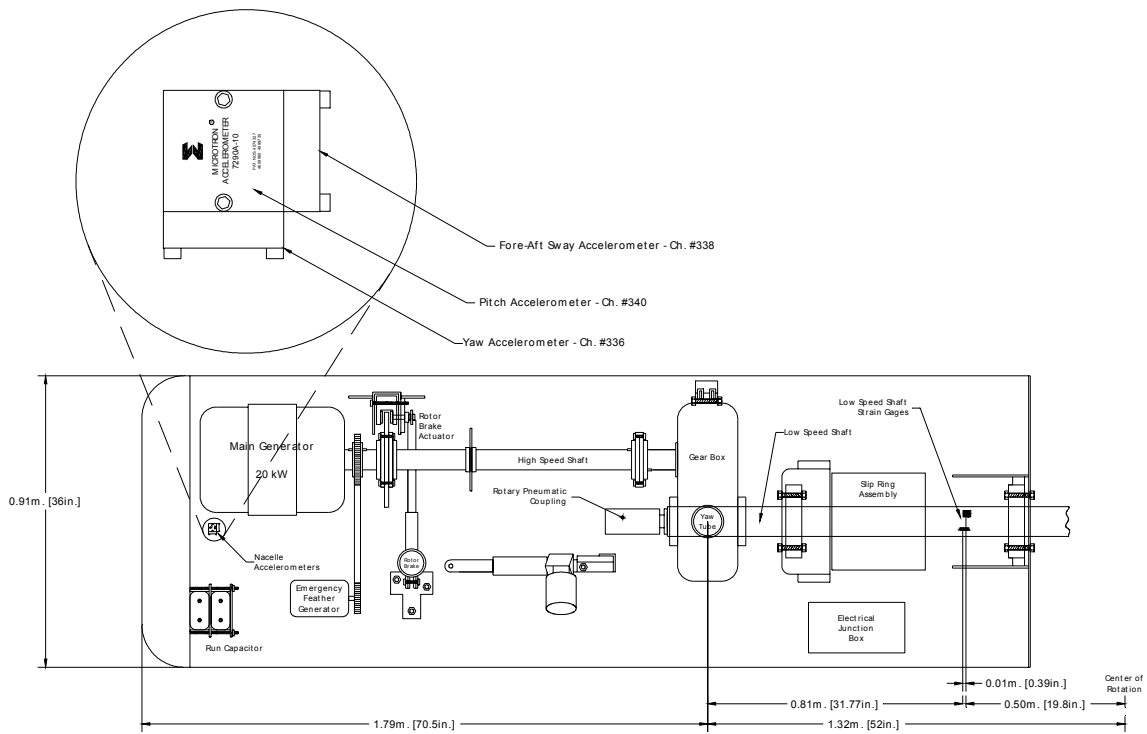 MICROTRON
ACCELEROMETER
7290A-10
Fore-Aft Sway Accelerometer - Ch. #338
Pitch Accelerometer - Ch. #340
Yaw Accelerometer - Ch. #336
Low Speed Shaft
Strain Gages
Rotor
Brake
Actuator
Low Speed Shaft
Main Generator
20 kW
High Speed Shaft
Gear Box
Slip Ring
Assembly
0.91m. [36in.]
Rotary Pneumatic
Coupling
Yaw
Tube
Nacelle
Accelerometers
Rotor
Brake
Emergency
Feather
Generator
Electrical
Junction
Box
Run Capacitor
0.01m. [0.39in.]
Center of
Rotation
0.81m. [31.77in.]
0.50m. [19.8in.]
1.79m. [70.5in.]
1.32m. [52in.]